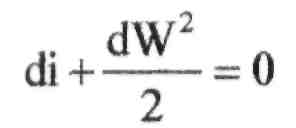 di + dW²/2 = 0